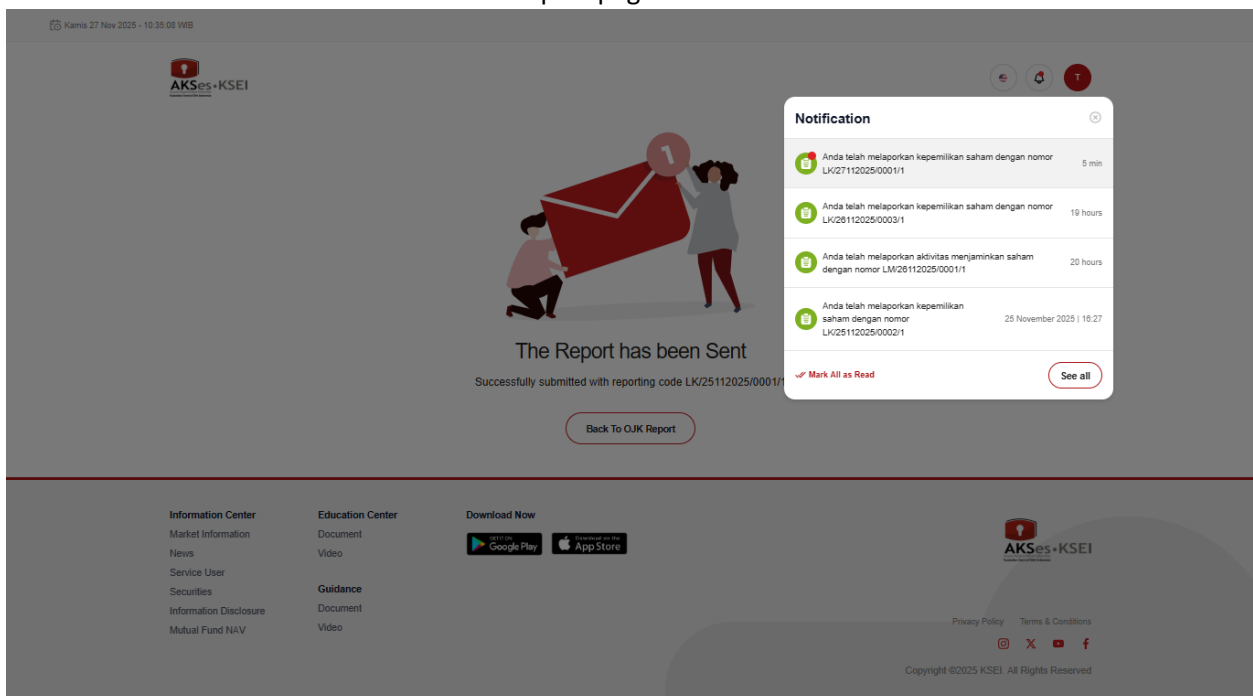 Kamis 27 Nov 2025 - 10:35:08 WIB
AKSes•KSEI
T
Notification
Anda telah melaporkan kepemilikan saham dengan nomor
LK/27112025/0001/1
5 min
Anda telah melaporkan kepemilikan saham dengan nomor
LK/26112025/0003/1
19 hours
Anda telah melaporkan aktivitas menjaminkan saham
dengan nomor LM/26112025/0001/1
20 hours
Anda telah melaporkan kepemilikan
saham dengan nomor
LK/25112025/0002/1
25 November 2025 | 16:27
Mark All as Read
See all
1
The Report has been Sent
Successfully submitted with reporting code LK/25112025/0001/1
Back To OJK Report
Information Center
Market Information
News
Service User
Securities
Information Disclosure
Mutual Fund NAV
Education Center
Document
Video
Guidance
Document
Video
Download Now
GET IT ON
Google Play
Download on the
App Store
AKSes•KSEI
Privacy Policy
Terms & Conditions
Copyright ©2025 KSEI. All Rights Reserved